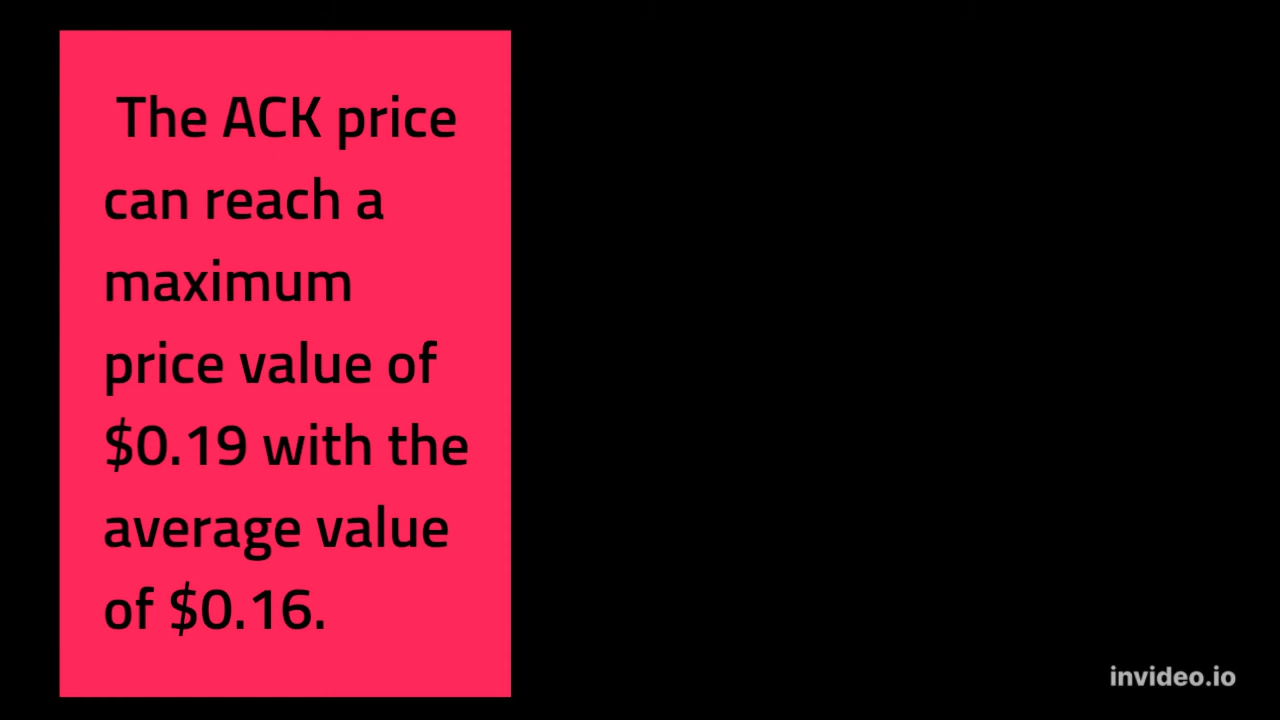 The ACK price
can reach a
maximum
price value of
$0.19 with the
average value
of $0.16.
invideo.io